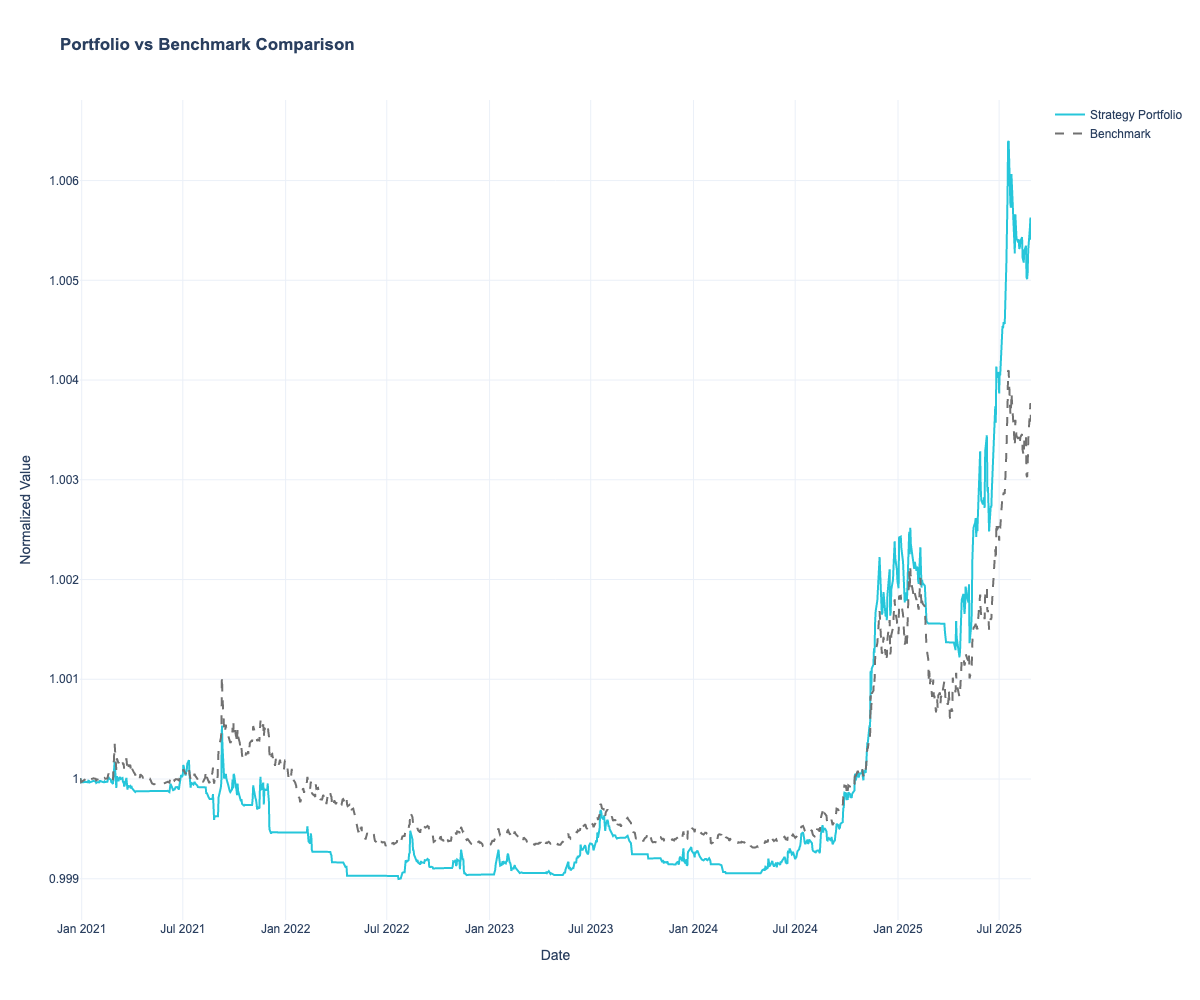 Portfolio vs Benchmark Comparison
Strategy Portfolio
Benchmark
1.006
1.005
1.004
1.003
1.002
1.001
1
0.999
Normalized Value
Jan 2021
Jul 2021
Jan 2022
Jul 2022
Jan 2023
Jul 2023
Jan 2024
Jul 2024
Jan 2025
Jul 2025
Date